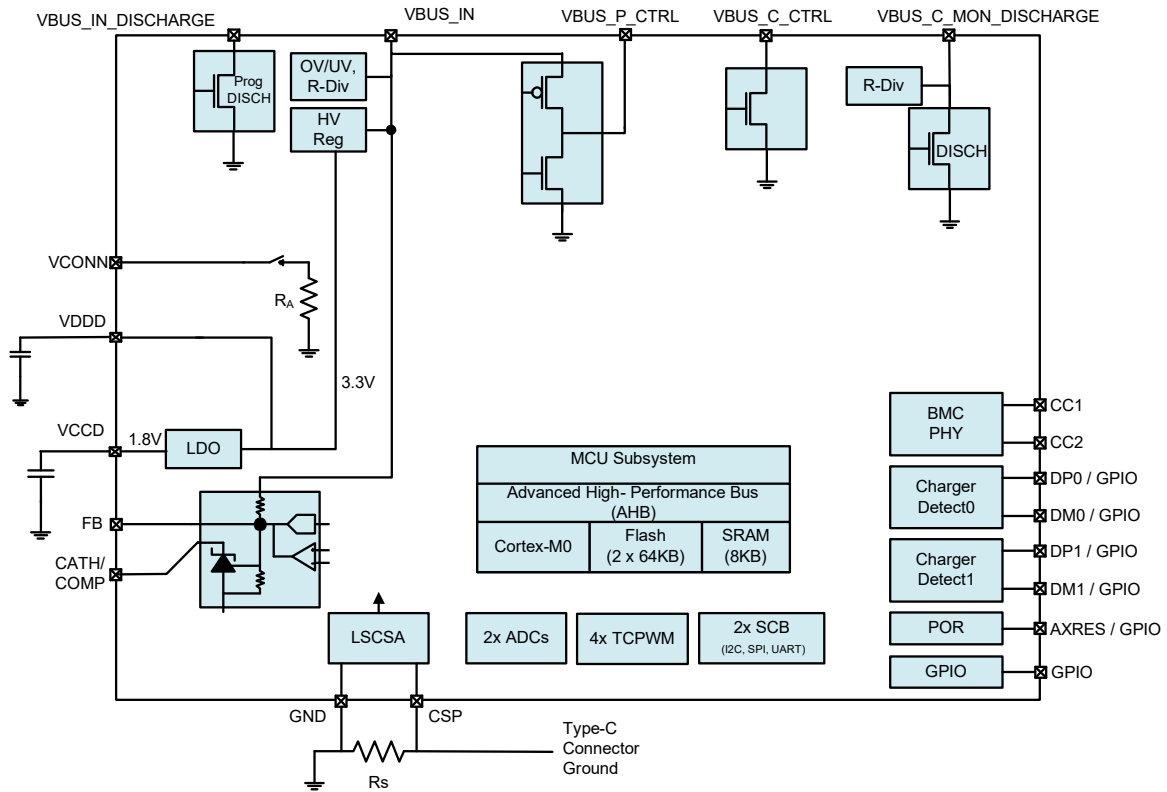 VBUS_IN_DISCHARGE
VBUS_IN
VBUS_P_CTRL
VBUS_C_CTRL
VBUS_C_MON_DISCHARGE
Prog
DISCH
OV/UV,
R-Div
HV
Reg
R-Div
DISCH
VCONN
RA
VDDD
3.3V
VCCD
1.8V
LDO
FB
CATH/
COMP
MCU Subsystem
Advanced High- Performance Bus
(AHB)
Cortex-M0
Flash
(2 x 64KB)
SRAM
(8KB)
BMC
PHY
CC1
CC2
Charger
Detect0
DP0 / GPIO
DM0 / GPIO
Charger
Detect1
DP1 / GPIO
DM1 / GPIO
POR
AXRES / GPIO
GPIO
GPIO
LSCSA
2x ADCs
4x TCPWM
2x SCB
(I2C, SPI, UART)
GND
CSP
Rs
Type-C
Connector
Ground